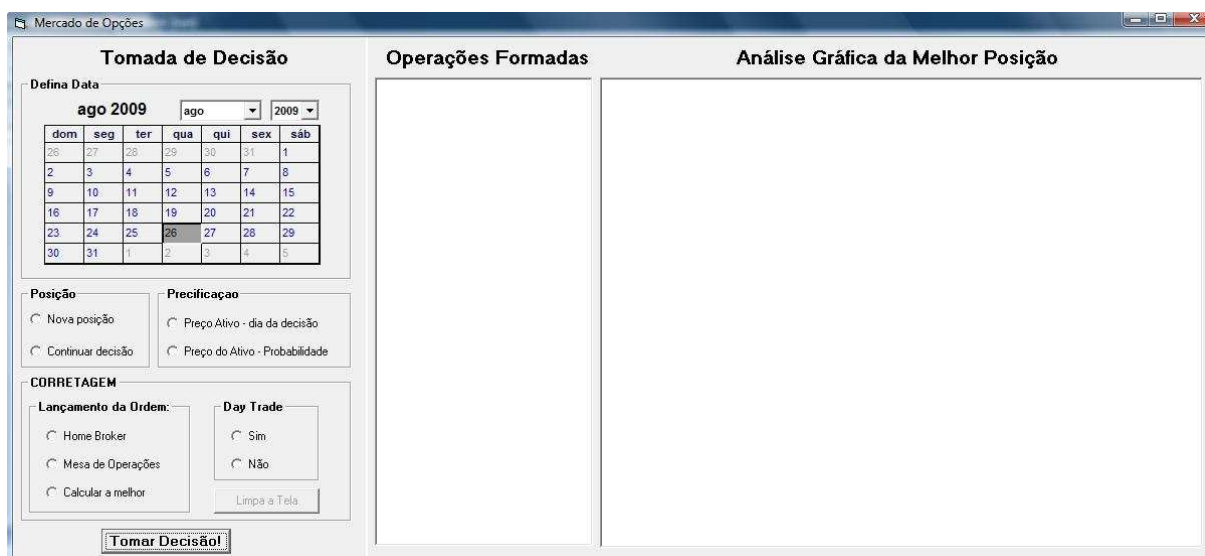 Mercado de Opções
Tomada de Decisão
Defina Data
ago 2009 ago 2009
dom seg ter qua qui sex sáb
26 27 28 29 30 31 1
2 3 4 5 6 7 8
9 10 11 12 13 14 15
16 17 18 19 20 21 22
23 24 25 26 27 28 29
30 31 1 2 3 4 5
Posição
Nova posição
Continuar decisão
Precificaçao
Preço Ativo - dia da decisão
Preço do Ativo - Probabilidade
CORRETAGEM
Lançamento da Ordem:
Home Broker
Mesa de Operações
Calcular a melhor
Day Trade
Sim
Não
Limpa a Tela
Tomar Decisão!
Operações Formadas
Análise Gráfica da Melhor Posição